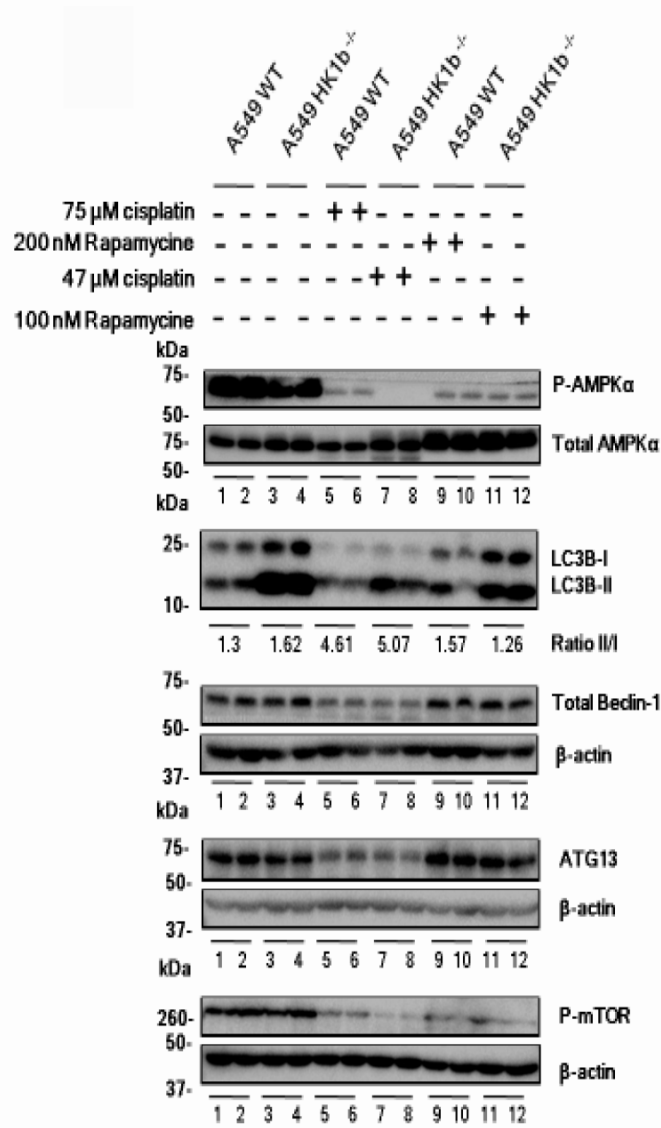 A549 WT A549 HK1b -/- A549 WT A549 HK1b -/- A549 WT A549 HK1b -/-
75 µM cisplatin - - - - + + - - - - - -
200 nM Rapamycine - - - - - - - - + + - -
47 µM cisplatin - - - - - - + + - - - -
100 nM Rapamycine - - - - - - - - - - + +
kDa
75- P-AMPKα
50-
75- Total AMPKα
50-
1 2 3 4 5 6 7 8 9 10 11 12
kDa
25- LC3B-I
LC3B-II
10-
1.3 1.62 4.61 5.07 1.57 1.26 Ratio II/I
75-
Total Beclin-1
50-
β-actin
37-
1 2 3 4 5 6 7 8 9 10 11 12
kDa
75- ATG13
50-
β-actin
37-
1 2 3 4 5 6 7 8 9 10 11 12
kDa
260- P-mTOR
50-
β-actin
37-
1 2 3 4 5 6 7 8 9 10 11 12